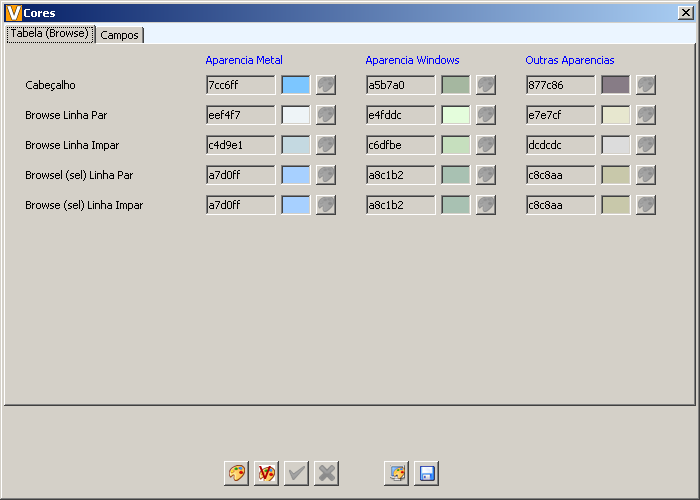 Cores
Tabela (Browse) Campos
Aparencia Metal Aparencia Windows Outras Aparencias
Cabeçalho 7cc6ff a5b7a0 877c86
Browse Linha Par eef4f7 e4fddc e7e7cf
Browse Linha Impar c4d9e1 c6dfbe dcdcdc
Browsel (sel) Linha Par a7d0ff a8c1b2 c8c8aa
Browse (sel) Linha Impar a7d0ff a8c1b2 c8c8aa